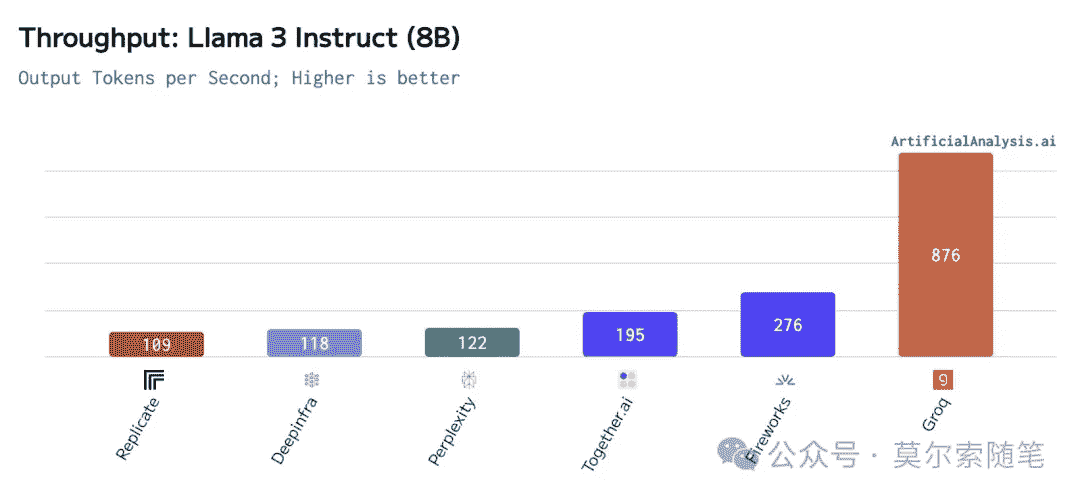 Throughput: Llama 3 Instruct (8B)
Output Tokens per Second; Higher is better
ArtificialAnalysis.ai
109
118
122
195
276
876
Replicate
Deepinfra
Perplexity
Together.ai
Fireworks
Groq
公众号 · 莫尔索随笔